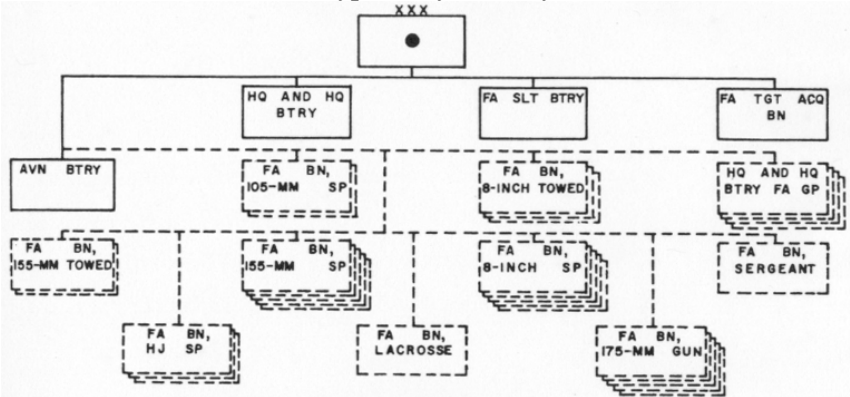 XXX
HQ AND HQ
BTRY
FA SLT BTRY
FA TGT ACQ
BN
AVN BTRY
FA BN,
105-MM SP
FA BN,
8-INCH TOWED
HQ AND HQ
BTRY FA GP
FA BN,
155-MM TOWED
FA BN,
155-MM SP
FA BN,
8-INCH SP
FA BN,
SERGEANT
FA BN,
HJ SP
FA BN,
LACROSSE
FA BN,
175-MM GUN